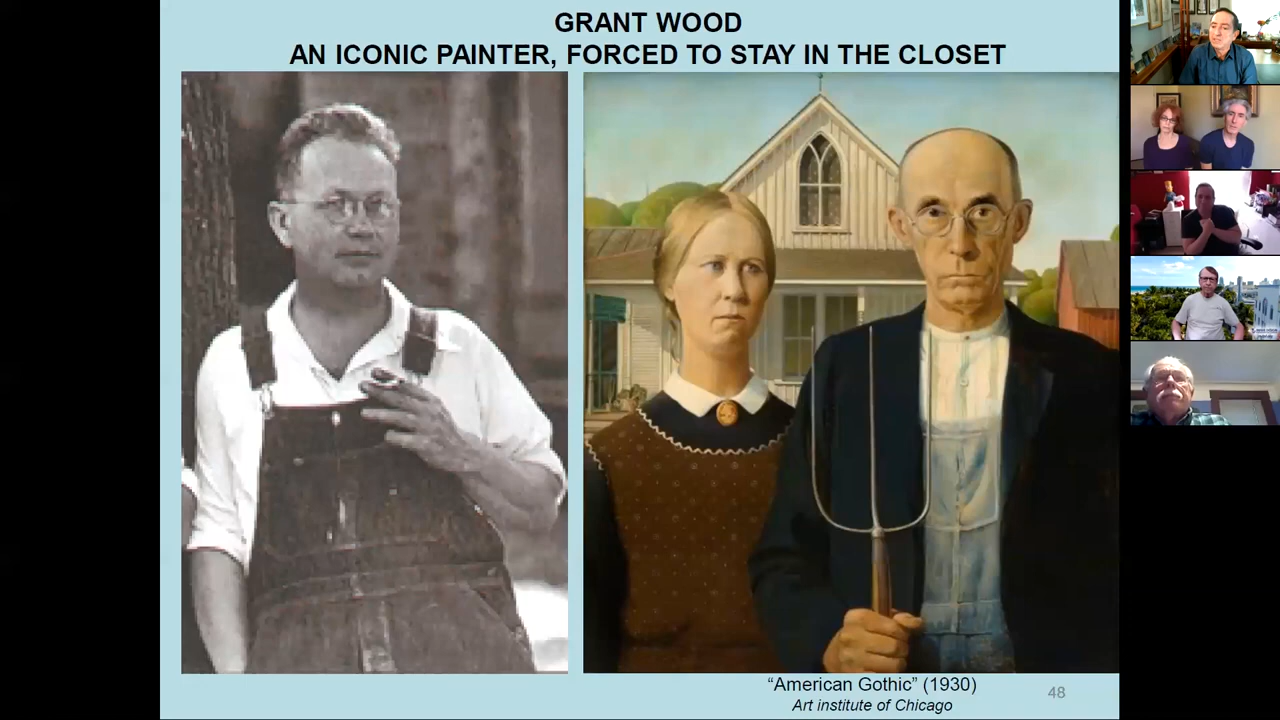 GRANT WOOD
AN ICONIC PAINTER, FORCED TO STAY IN THE CLOSET
“American Gothic” (1930)
Art institute of Chicago
48